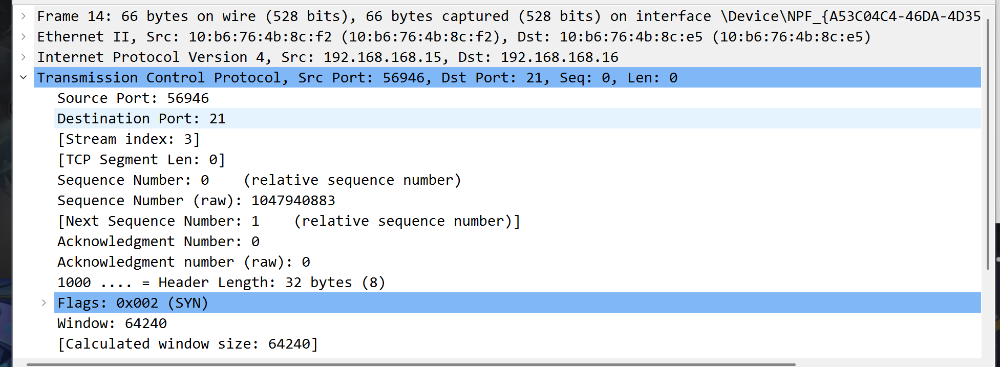 Frame 14: 66 bytes on wire (528 bits), 66 bytes captured (528 bits) on interface \Device\NPF_{A53C04C4-46DA-4D35
Ethernet II, Src: 10:b6:76:4b:8c:f2 (10:b6:76:4b:8c:f2), Dst: 10:b6:76:4b:8c:e5 (10:b6:76:4b:8c:e5)
Internet Protocol Version 4, Src: 192.168.168.15, Dst: 192.168.168.16
Transmission Control Protocol, Src Port: 56946, Dst Port: 21, Seq: 0, Len: 0
Source Port: 56946
Destination Port: 21
[Stream index: 3]
[TCP Segment Len: 0]
Sequence Number: 0    (relative sequence number)
Sequence Number (raw): 1047940883
[Next Sequence Number: 1    (relative sequence number)]
Acknowledgment Number: 0
Acknowledgment number (raw): 0
1000 .... = Header Length: 32 bytes (8)
Flags: 0x002 (SYN)
Window: 64240
[Calculated window size: 64240]